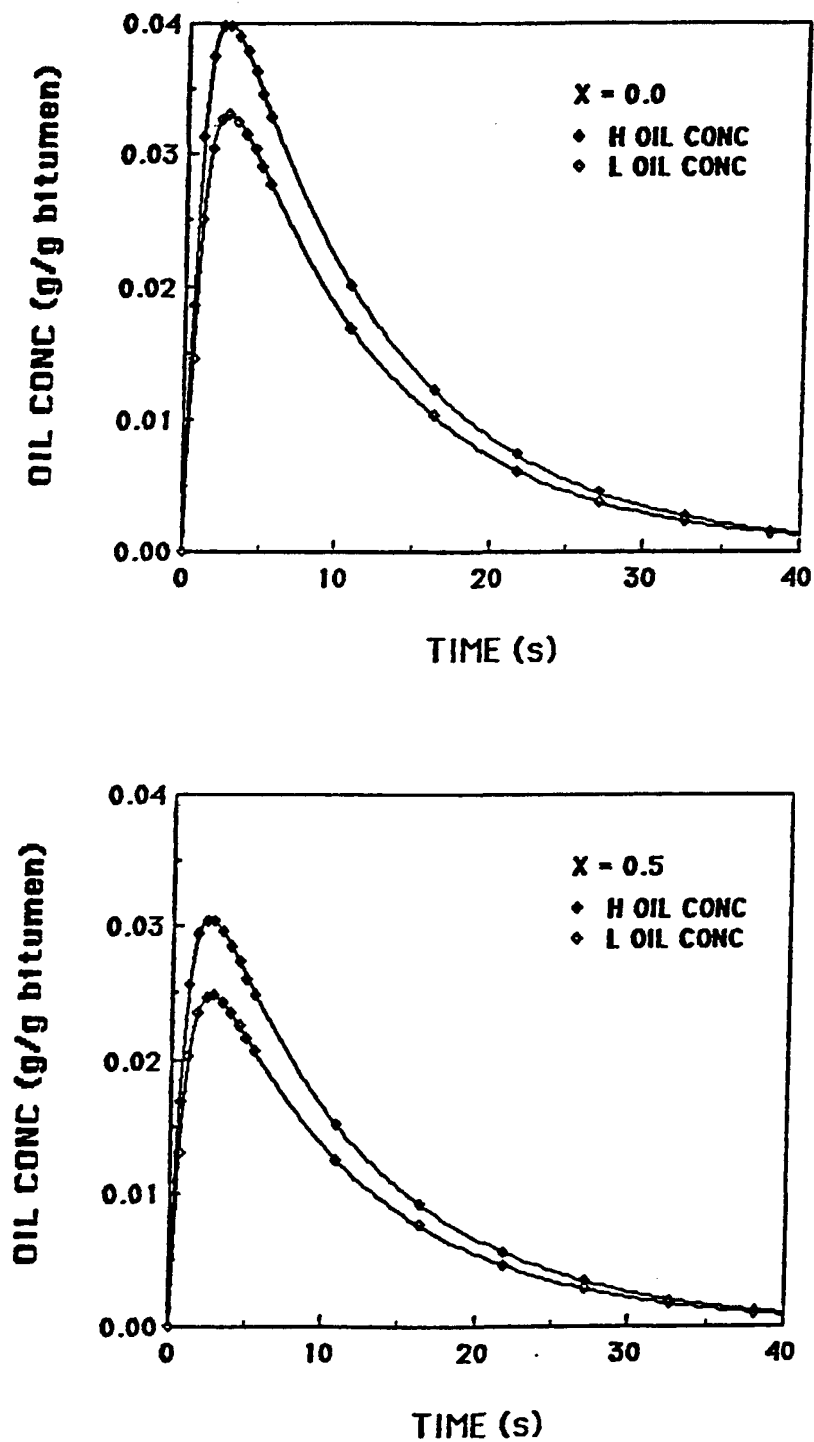 0.04
X = 0.0
H OIL CONC
L OIL CONC
0.03
0.02
0.01
0.00
OIL CONC (g/g bitumen)
0 10 20 30 40
TIME (s)
0.04
X = 0.5
H OIL CONC
L OIL CONC
0.03
0.02
0.01
0.00
OIL CONC (g/g bitumen)
0 10 20 30 40
TIME (s)